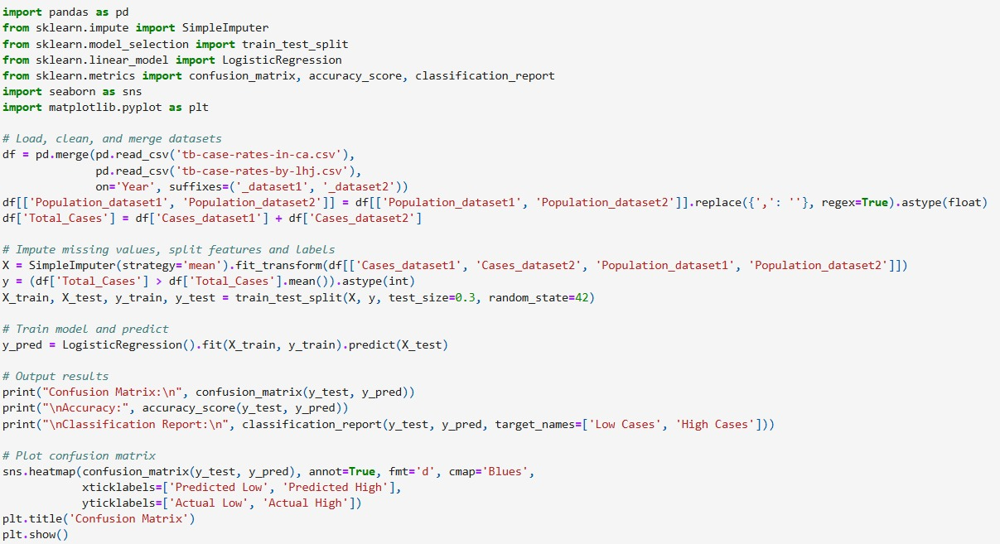 import pandas as pd
from sklearn.impute import SimpleImputer
from sklearn.model_selection import train_test_split
from sklearn.linear_model import LogisticRegression
from sklearn.metrics import confusion_matrix, accuracy_score, classification_report
import seaborn as sns
import matplotlib.pyplot as plt

# Load, clean, and merge datasets
df = pd.merge(pd.read_csv('tb-case-rates-in-ca.csv'),
              pd.read_csv('tb-case-rates-by-lhj.csv'),
              on='Year', suffixes=('_dataset1', '_dataset2'))
df[['Population_dataset1', 'Population_dataset2']] = df[['Population_dataset1', 'Population_dataset2']].replace({',': ''}, regex=True).astype(float)
df['Total_Cases'] = df['Cases_dataset1'] + df['Cases_dataset2']

# Impute missing values, split features and labels
X = SimpleImputer(strategy='mean').fit_transform(df[['Cases_dataset1', 'Cases_dataset2', 'Population_dataset1', 'Population_dataset2']])
y = (df['Total_Cases'] > df['Total_Cases'].mean()).astype(int)
X_train, X_test, y_train, y_test = train_test_split(X, y, test_size=0.3, random_state=42)

# Train model and predict
y_pred = LogisticRegression().fit(X_train, y_train).predict(X_test)

# Output results
print("Confusion Matrix:\n", confusion_matrix(y_test, y_pred))
print("\nAccuracy:", accuracy_score(y_test, y_pred))
print("\nClassification Report:\n", classification_report(y_test, y_pred, target_names=['Low Cases', 'High Cases']))

# Plot confusion matrix
sns.heatmap(confusion_matrix(y_test, y_pred), annot=True, fmt='d', cmap='Blues',
            xticklabels=['Predicted Low', 'Predicted High'],
            yticklabels=['Actual Low', 'Actual High'])
plt.title('Confusion Matrix')
plt.show()